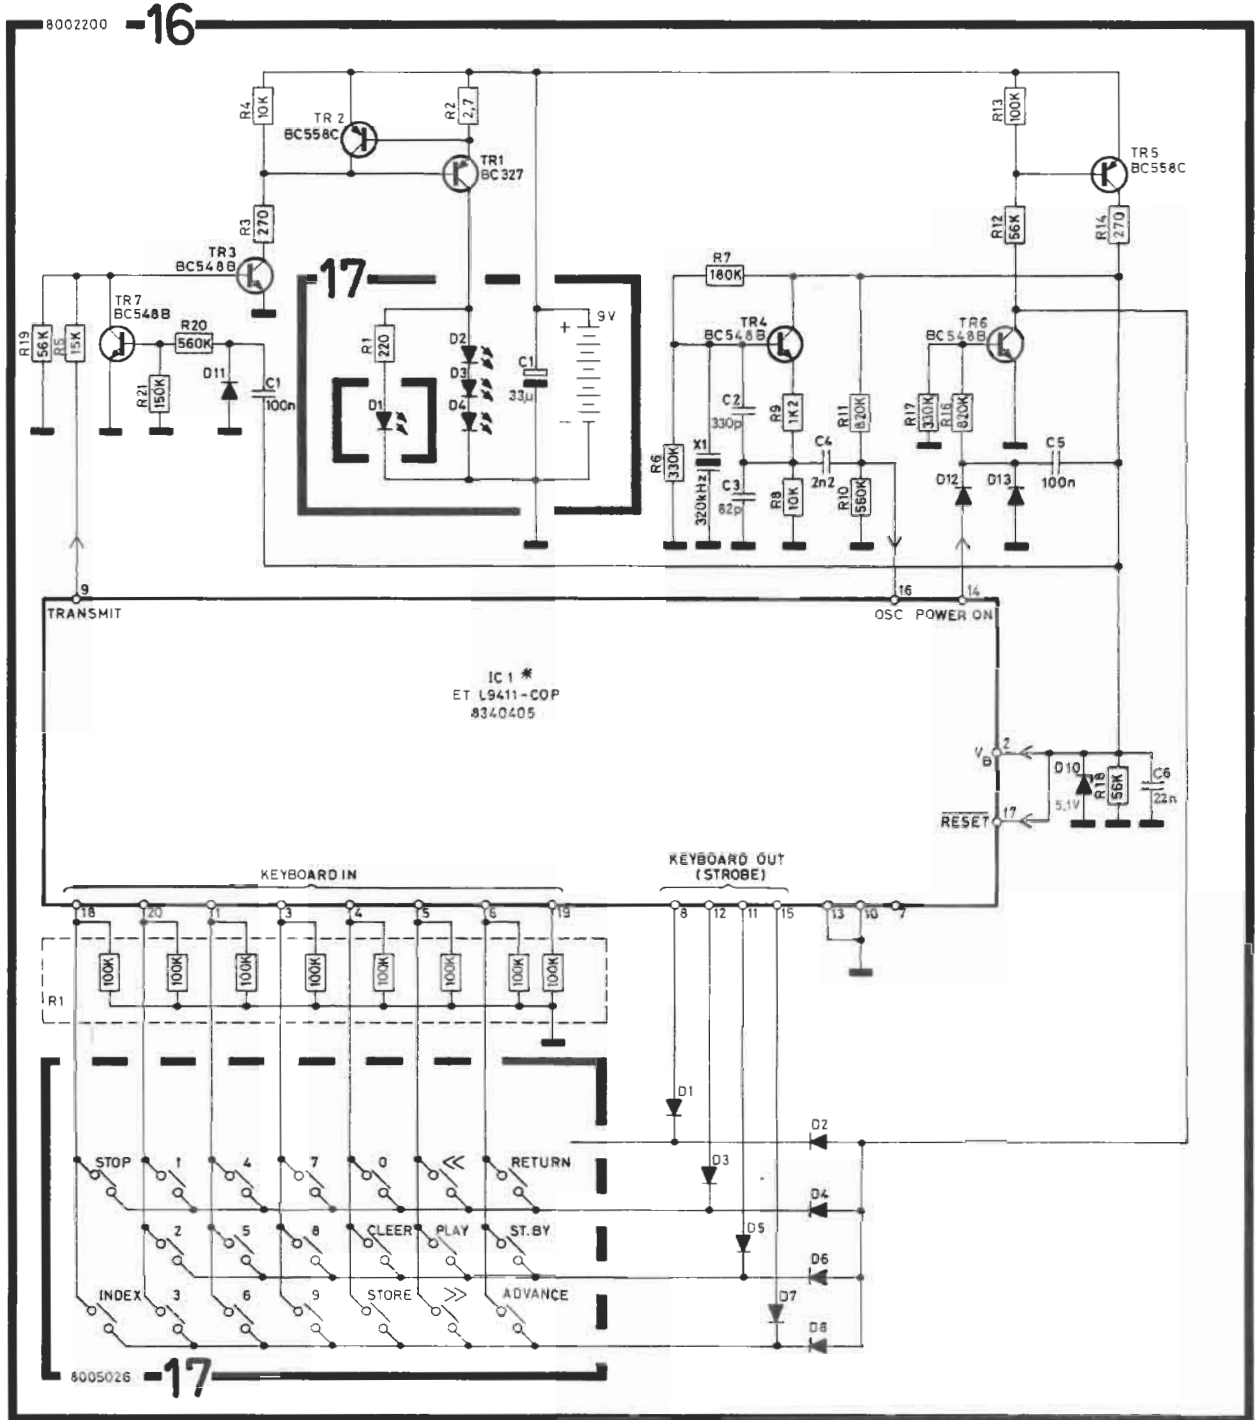 8002200 -16
R4 10K
TR 2
BC558C
R2 2,7
TR1
BC327
R13 100K
TR5
BC558C
R3 270
R12 56K
R14 270
TR3
BC548B
17
R7
180K
TR7
BC548B
R19 56K
R5 15K
R20
560K
R21 150K
D11
C1
100n
R1 220
D1
D2
D3
D4
C1
33µ
+
9V
–
TR4
BC548B
TR6
BC548B
R6 330K
X1
320kHz
C2
330p
C3
82p
R9 1K2
R8 10K
C4
2n2
R11 820K
R10 560K
R17 330K
R16 820K
D12
D13
C5
100n
9
TRANSMIT
16
OSC
14
POWER ON
IC 1 *
ET L9411-COP
8340405
2
VB
17
RESET
D10
5,1V
R18 56K
C6
22n
KEYBOARD IN
KEYBOARD OUT
(STROBE)
18 20 1 3 4 5 6 19 8 12 11 15 13 10 7
R1
100K 100K 100K 100K 100K 100K 100K 100K
D1
D2
STOP 1 4 7 0 << RETURN
D3
D4
2 5 8 CLEER PLAY ST.BY
D5
D6
INDEX 3 6 9 STORE >> ADVANCE
D7
D8
8005026 -17